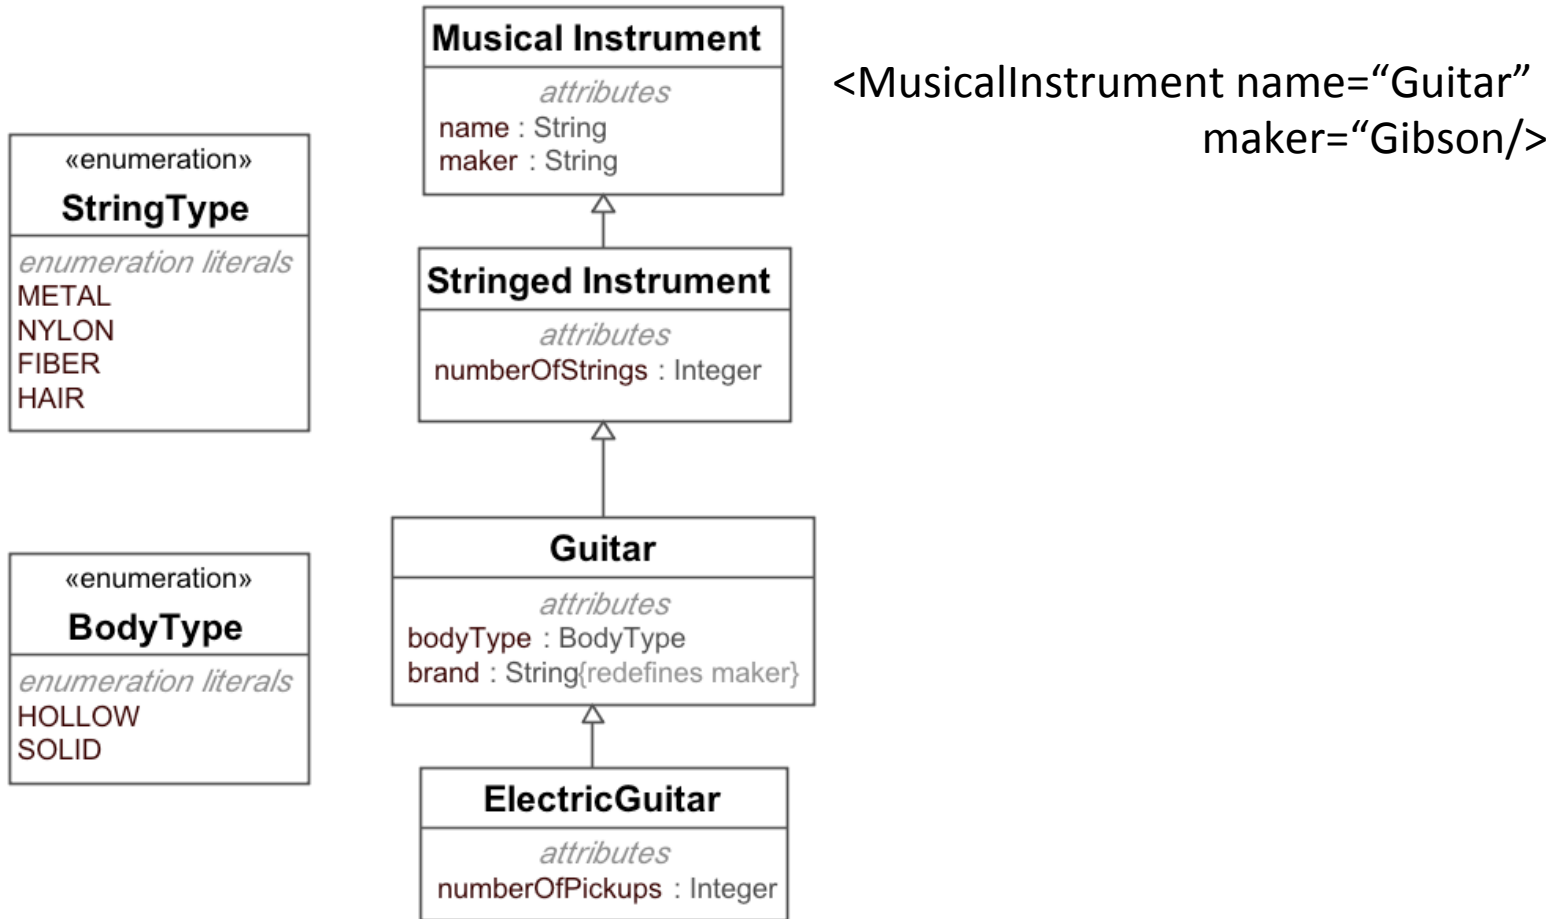 Musical Instrument
attributes
name : String
maker : String
<MusicalInstrument name=“Guitar”
maker=“Gibson/>
«enumeration»
StringType
enumeration literals
METAL
NYLON
FIBER
HAIR
Stringed Instrument
attributes
numberOfStrings : Integer
Guitar
attributes
bodyType : BodyType
brand : String{redefines maker}
«enumeration»
BodyType
enumeration literals
HOLLOW
SOLID
ElectricGuitar
attributes
numberOfPickups : Integer